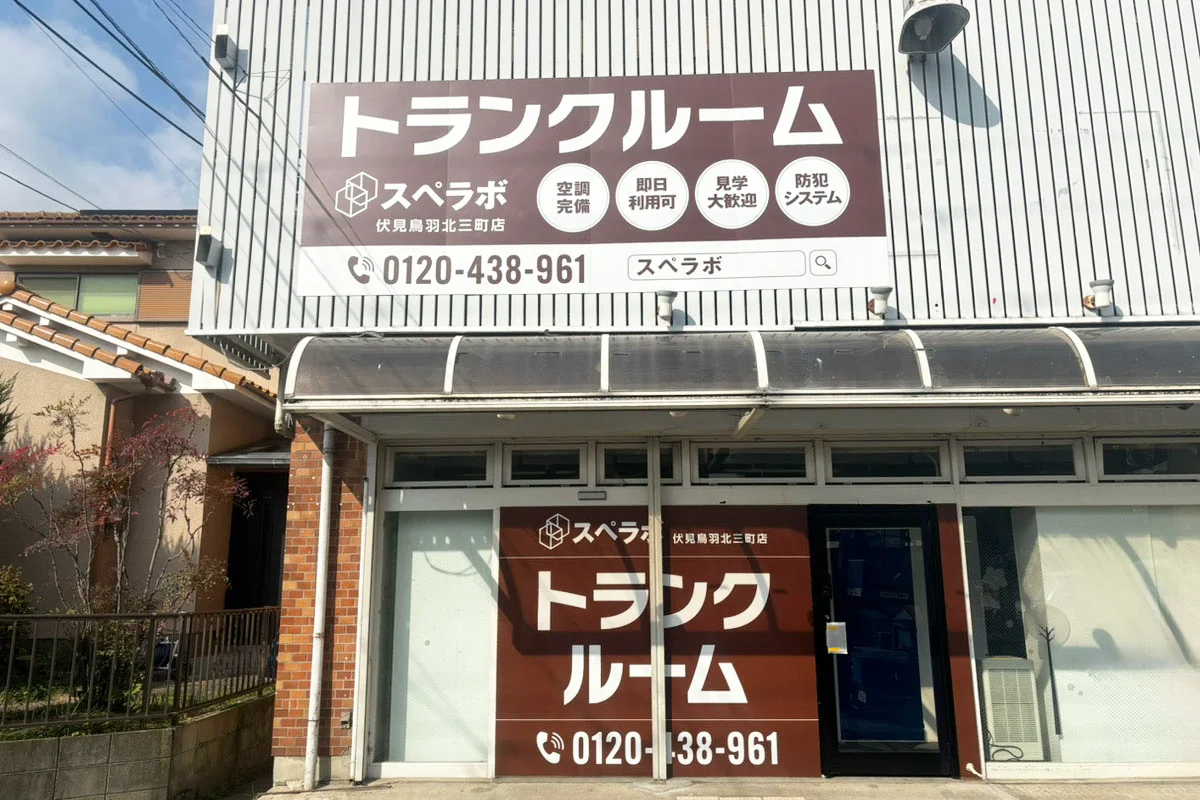 トランクルーム
スペラボ
伏見鳥羽北三町店
空調
完備
即日
利用可
見学
大歓迎
防犯
システム
0120-438-961
スペラボ
スペラボ 伏見鳥羽北三町店
トランク
ルーム
0120-438-961